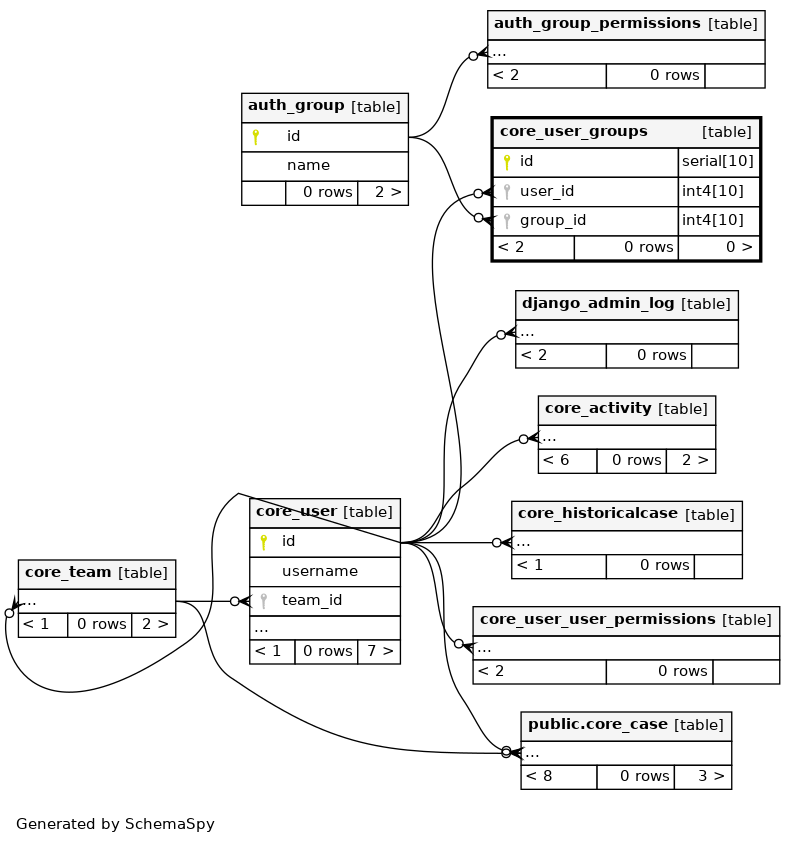 auth_group_permissions [table]
...
< 2 0 rows
auth_group [table]
id
name
0 rows 2 >
core_user_groups [table]
id serial[10]
user_id int4[10]
group_id int4[10]
< 2 0 rows 0 >
django_admin_log [table]
...
< 2 0 rows
core_activity [table]
...
< 6 0 rows 2 >
core_user [table]
id
username
team_id
...
< 1 0 rows 7 >
core_historicalcase [table]
...
< 1 0 rows
core_team [table]
...
< 1 0 rows 2 >
core_user_user_permissions [table]
...
< 2 0 rows
public.core_case [table]
...
< 8 0 rows 3 >
Generated by SchemaSpy